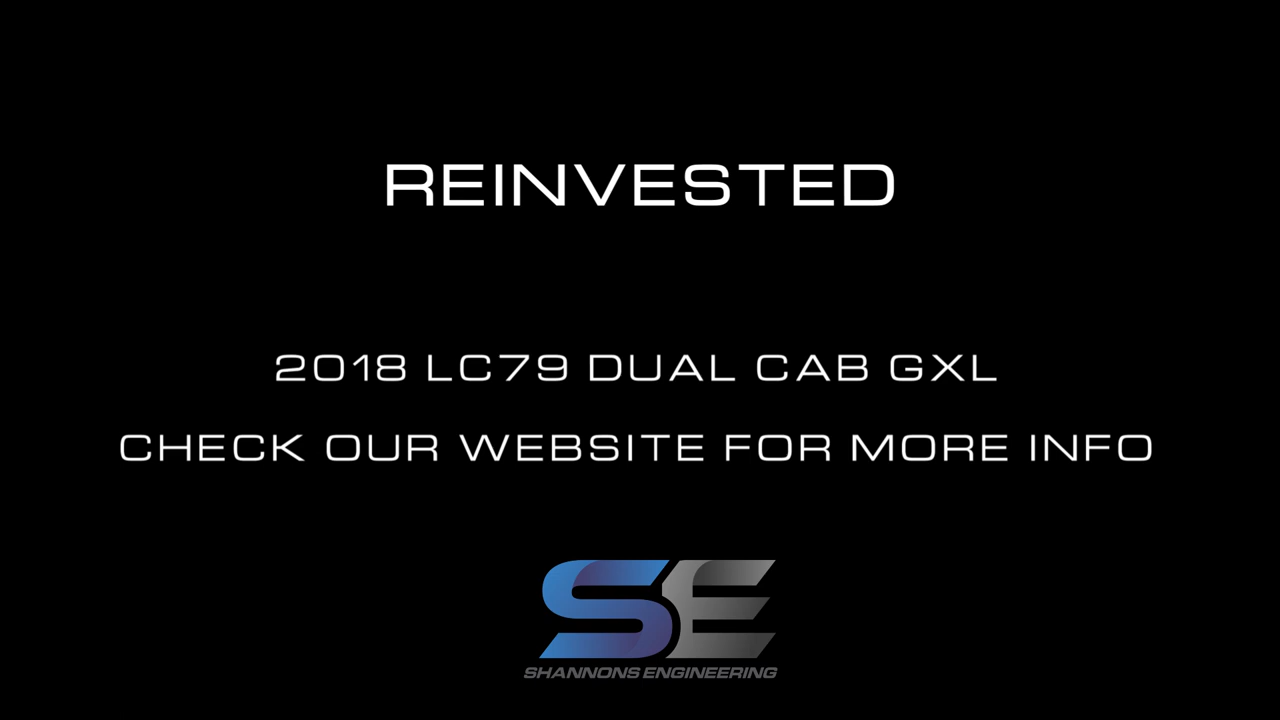 REINVESTED
2018 LC79 DUAL CAB GXL
CHECK OUR WEBSITE FOR MORE INFO
SE
SHANNONS ENGINEERING